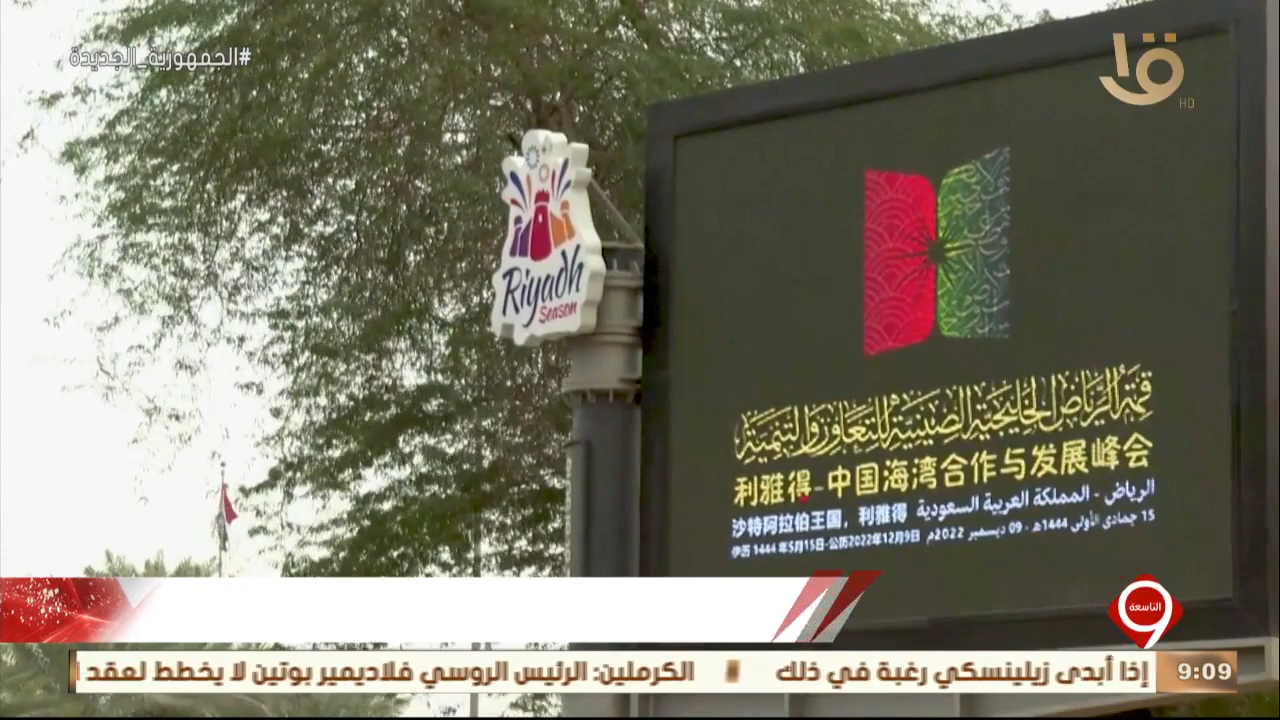 #الجمهورية_الجديدة
HD
Riyadh
Season
قمة الرياض الخليجية الصينية للتعاون والتنمية
利雅得-中国海湾合作与发展峰会
沙特阿拉伯王国，利雅得 الرياض - المملكة العربية السعودية
伊历 1444 年5月15日-公历2022年12月9日 15 جمادى الأولى 1444هـ - 09 ديسمبر 2022م
التاسعة
9
إذا أبدى زيلينسكي رغبة في ذلك
الكرملين: الرئيس الروسي فلاديمير بوتين لا يخطط لعقد
9:09